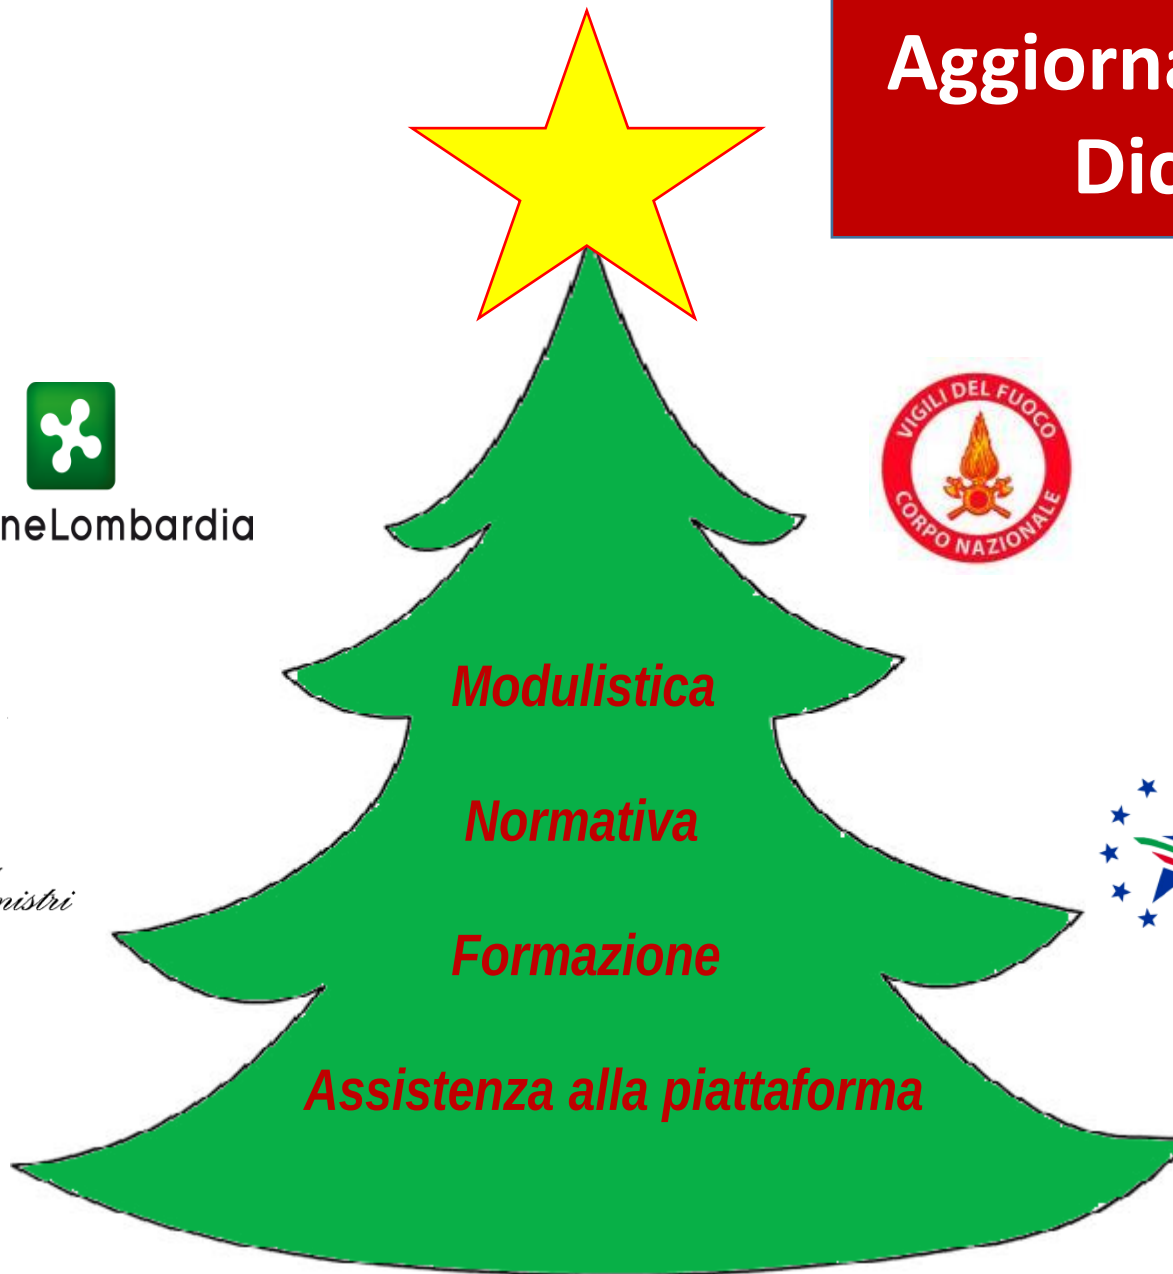 Aggiorna
Dic
VIGILI DEL FUOCO
CORPO NAZIONALE
neLombardia
Modulistica
Normativa
nistri
Formazione
Assistenza alla piattaforma